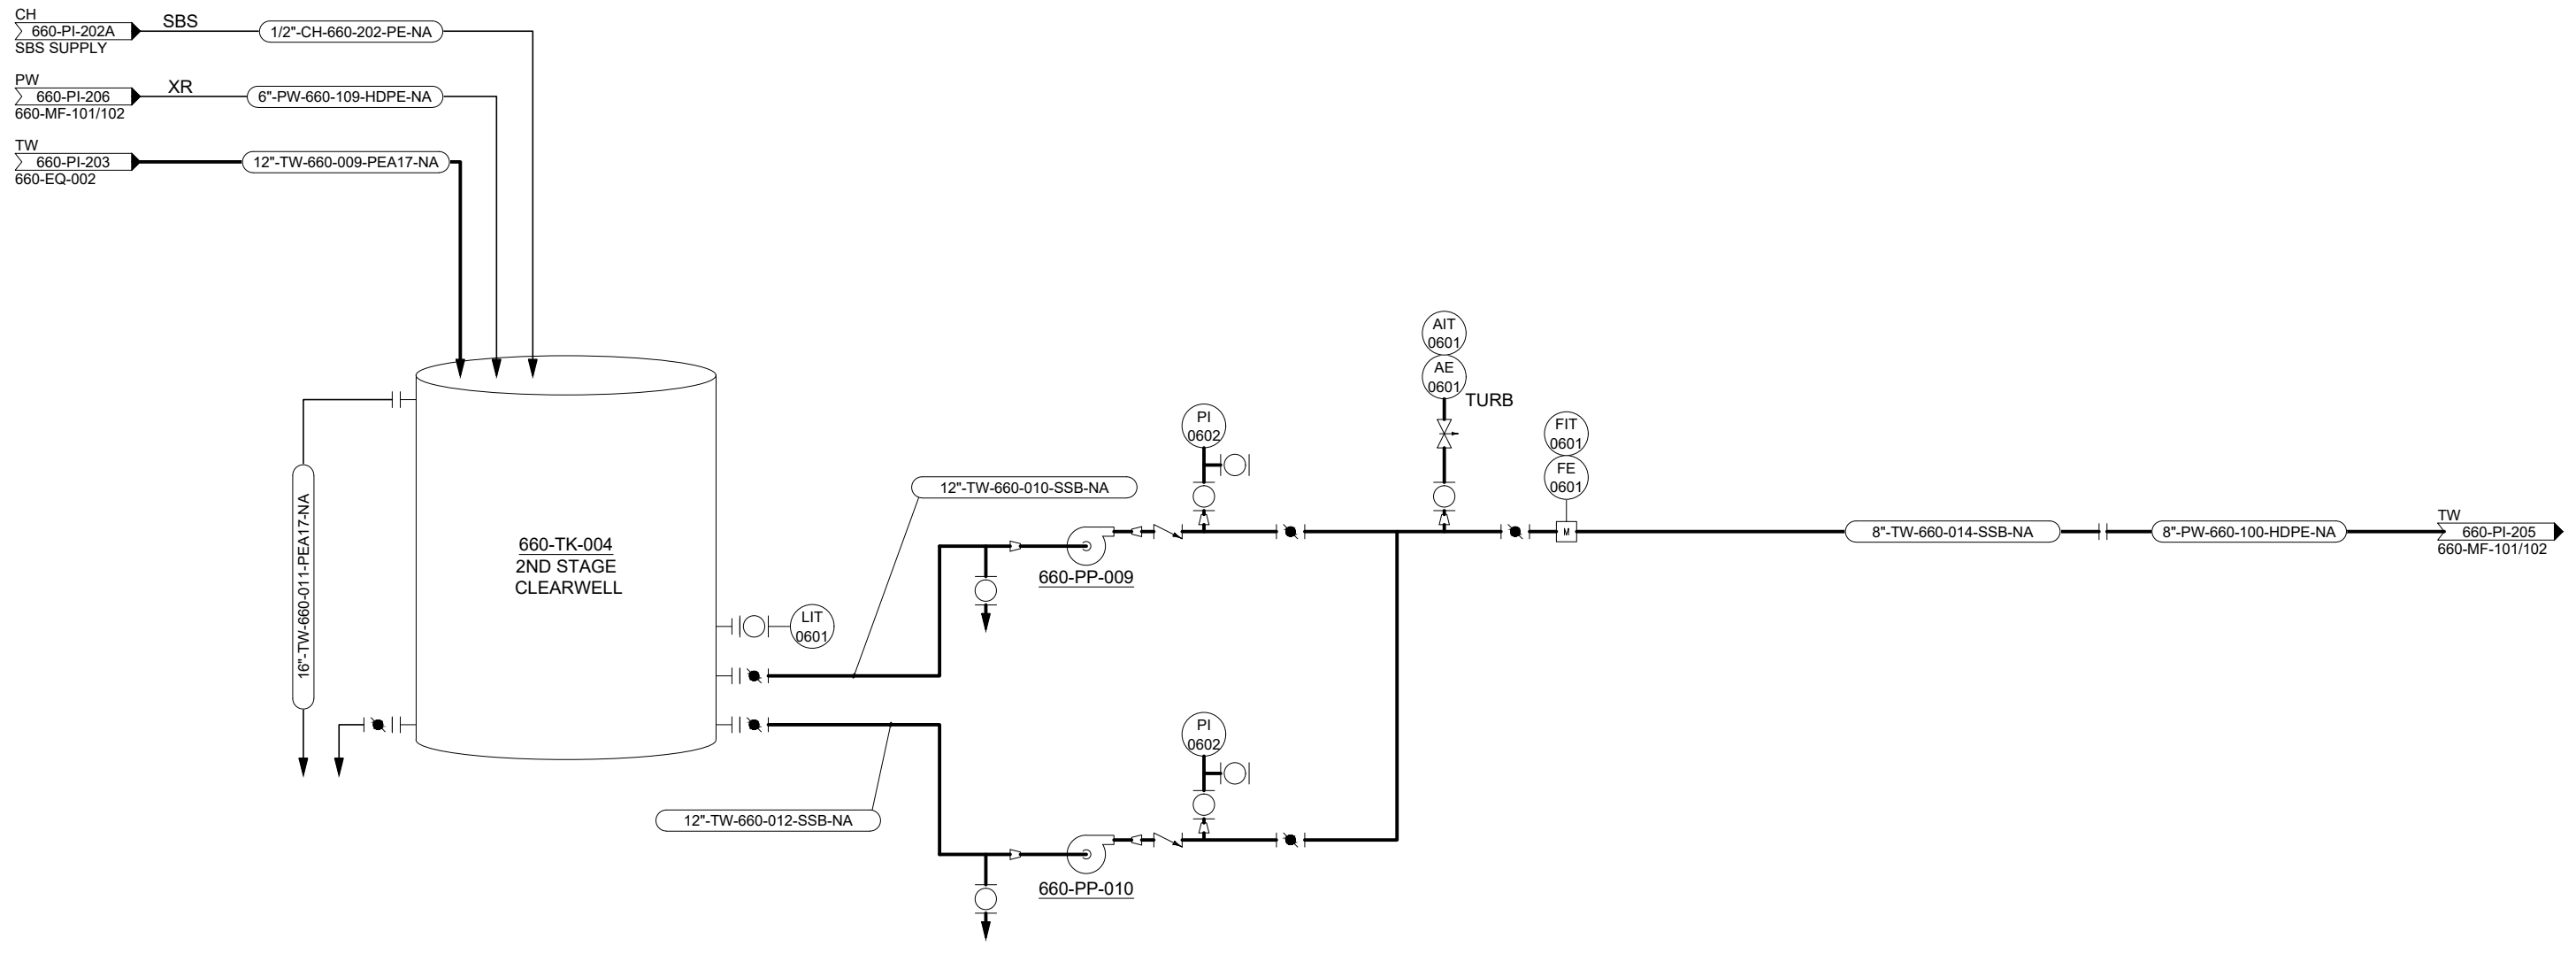 CH
660-PI-202A
SBS SUPPLY
SBS
1/2"-CH-660-202-PE-NA
PW
660-PI-206
660-MF-101/102
XR
6"-PW-660-109-HDPE-NA
TW
660-PI-203
660-EQ-002
12"-TW-660-009-PEA17-NA
16"-TW-660-011-PEA17-NA
660-TK-004
2ND STAGE
CLEARWELL
LIT
0601
12"-TW-660-010-SSB-NA
12"-TW-660-012-SSB-NA
660-PP-009
PI
0602
660-PP-010
PI
0602
AIT
0601
AE
0601
TURB
FIT
0601
FE
0601
M
8"-TW-660-014-SSB-NA
8"-PW-660-100-HDPE-NA
TW
660-PI-205
660-MF-101/102